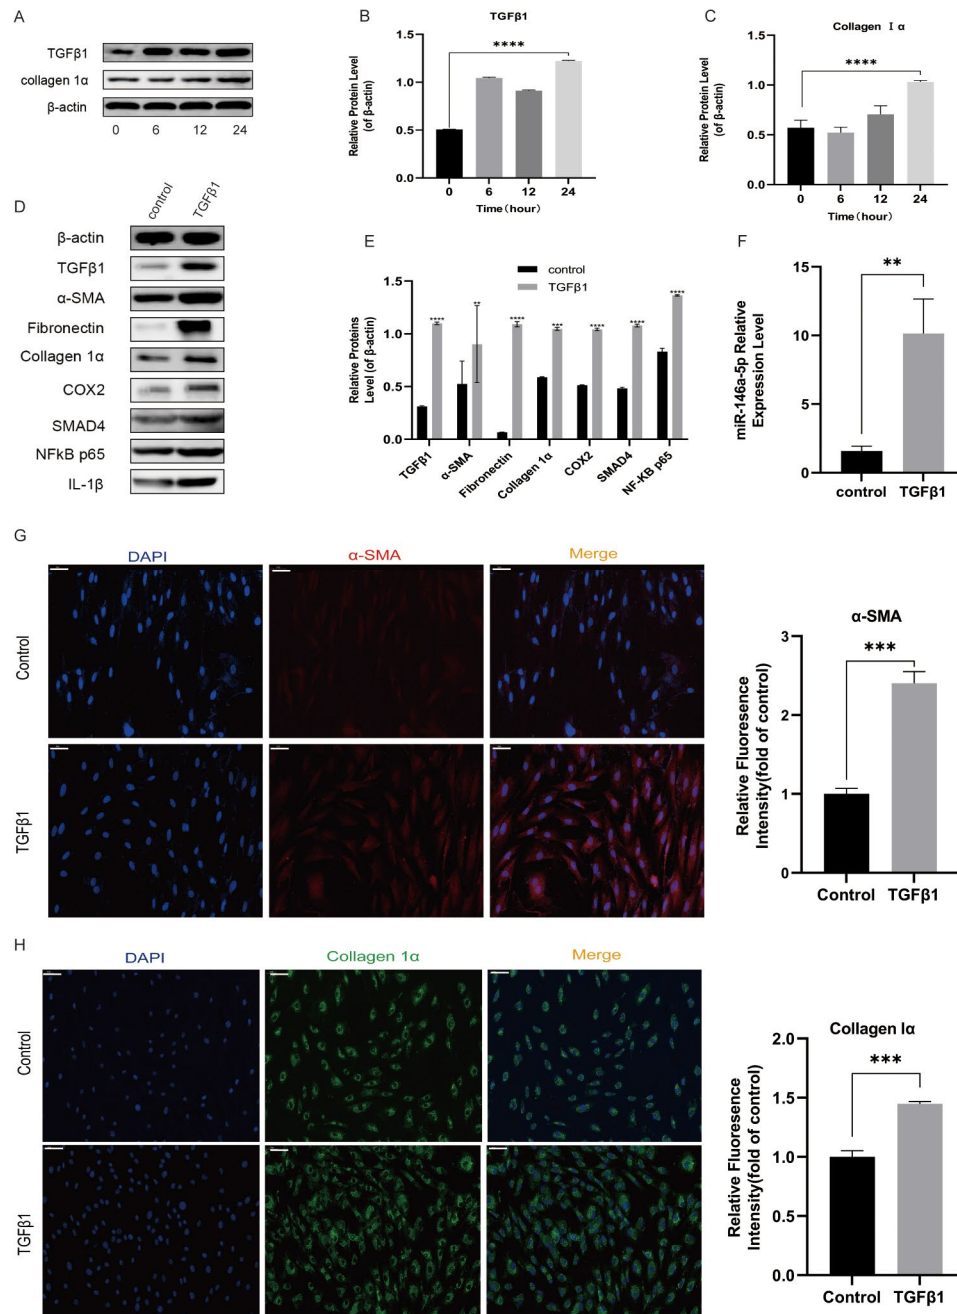 A
TGFβ1
collagen 1α
β-actin
0 6 12 24
B
TGFβ1
Relative Protein Level
(of β-actin)
1.5
1.0
0.5
0.0
****
0 6 12 24
Time(hour)
C
Collagen Ⅰ α
Relative Protein Level
(of β-actin)
1.5
1.0
0.5
0.0
****
0 6 12 24
Time(hour)
D
control TGFβ1
β-actin
TGFβ1
α-SMA
Fibronectin
Collagen 1α
COX2
SMAD4
NFkB p65
IL-1β
E
control
TGFβ1
Relative Proteins
Level (of β-actin)
1.5
1.0
0.5
0.0
**** ** **** *** **** **** ****
TGFβ1 α-SMA Fibronectin Collagen 1α COX2 SMAD4 NF-KB p65
F
miR-146a-5p Relative
Expression Level
15
10
5
0
**
control TGFβ1
G
DAPI α-SMA Merge
Control
TGFβ1
α-SMA
Relative Fluoresence
Intensity(fold of control)
3
2
1
0
***
Control TGFβ1
H
DAPI Collagen 1α Merge
Control
TGFβ1
Collagen Iα
Relative Fluoresence
Intensity(fold of control)
2.0
1.5
1.0
0.5
0.0
***
Control TGFβ1